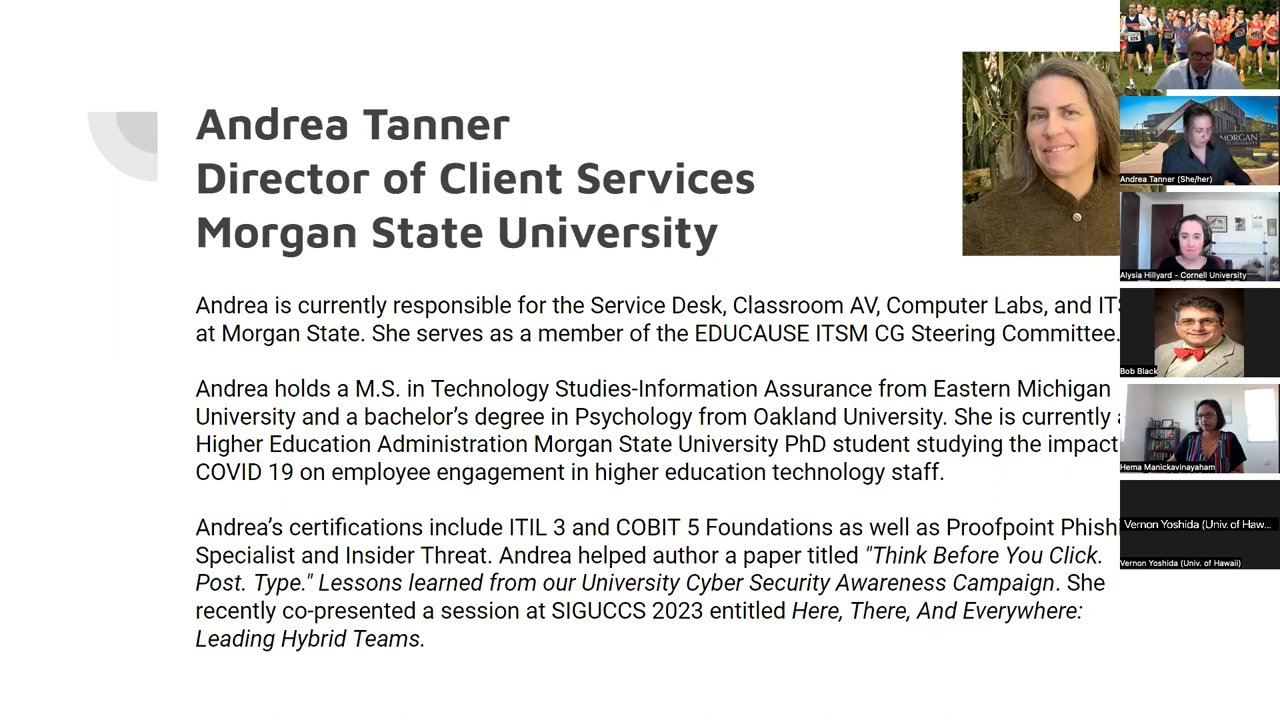 Andrea Tanner
Director of Client Services
Morgan State University
Andrea is currently responsible for the Service Desk, Classroom AV, Computer Labs, and
at Morgan State. She serves as a member of the EDUCAUSE ITSM CG Steering Committee.
Andrea holds a M.S. in Technology Studies-Information Assurance from Eastern Michigan
University and a bachelor’s degree in Psychology from Oakland University. She is currently
Higher Education Administration Morgan State University PhD student studying the impact
COVID 19 on employee engagement in higher education technology staff.
Andrea’s certifications include ITIL 3 and COBIT 5 Foundations as well as Proofpoint
Specialist and Insider Threat. Andrea helped author a paper titled "Think Before You Click.
Post. Type." Lessons learned from our University Cyber Security Awareness Campaign. She
recently co-presented a session at SIGUCCS 2023 entitled Here, There, And Everywhere:
Leading Hybrid Teams.
MORGAN
Andrea Tanner (She/her)
Alysia Hillyard - Cornell University
Bob Black
Hema Manickavinayaham
Vernon Yoshida (Univ. of Haw...
Vernon Yoshida (Univ. of Hawaii)